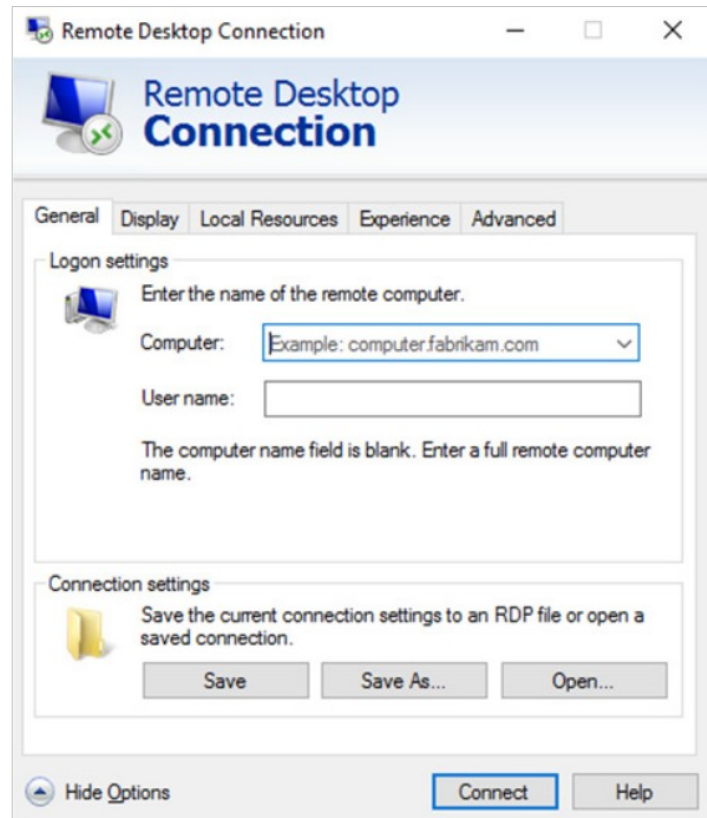 Remote Desktop Connection
Remote Desktop
Connection
General Display Local Resources Experience Advanced
Logon settings
Enter the name of the remote computer.
Computer: Example: computer.fabrikam.com
User name:
The computer name field is blank. Enter a full remote computer
name.
Connection settings
Save the current connection settings to an RDP file or open a
saved connection.
Save Save As... Open...
Hide Options Connect Help